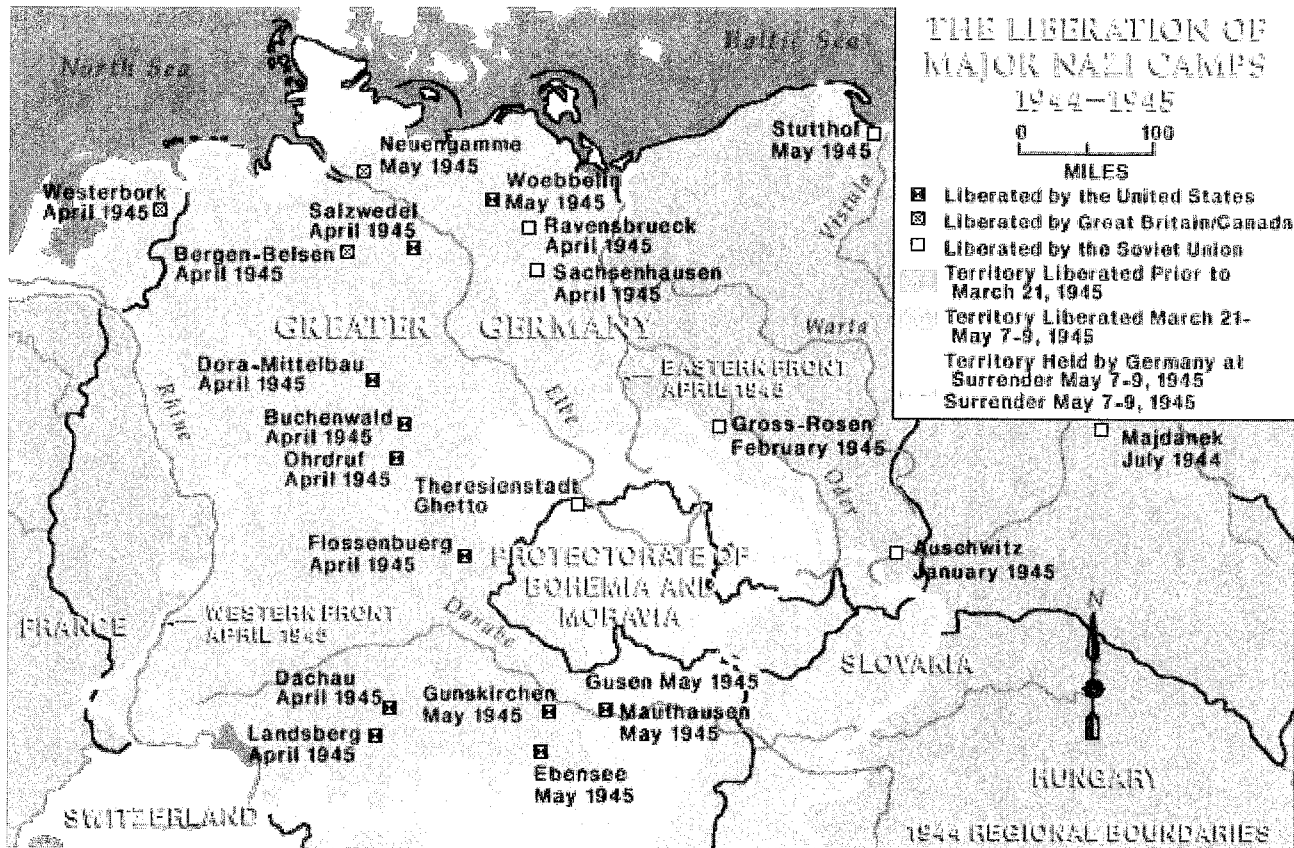 North Sea
Baltic Sea
THE LIBERATION OF
MAJOR NAZI CAMPS
1944–1945
0 100
MILES
Liberated by the United States
Liberated by Great Britain/Canada
Liberated by the Soviet Union
Territory Liberated Prior to
March 21, 1945
Territory Liberated March 21-
May 7-9, 1945
Territory Held by Germany at
Surrender May 7-9, 1945
Surrender May 7-9, 1945
Stutthof
May 1945
Neuengamme
May 1945
Woebbelin
May 1945
Westerbork
April 1945
Salzwedel
April 1945
Ravensbrueck
April 1945
Bergen-Belsen
April 1945
Sachsenhausen
April 1945
Vistula
GREATER GERMANY
Warta
Dora-Mittelbau
April 1945
EASTERN FRONT
APRIL 1945
Rhine
Elbe
Buchenwald
April 1945
Gross-Rosen
February 1945
Majdanek
July 1944
Ohrdruf
April 1945
Oder
Theresienstadt
Ghetto
Flossenbuerg
April 1945
PROTECTORATE OF
BOHEMIA AND
MORAVIA
Auschwitz
January 1945
N
FRANCE
WESTERN FRONT
APRIL 1945
Danube
SLOVAKIA
Dachau
April 1945
Gunskirchen
May 1945
Gusen May 1945
Mauthausen
May 1945
Landsberg
April 1945
Ebensee
May 1945
HUNGARY
SWITZERLAND
1944 REGIONAL BOUNDARIES